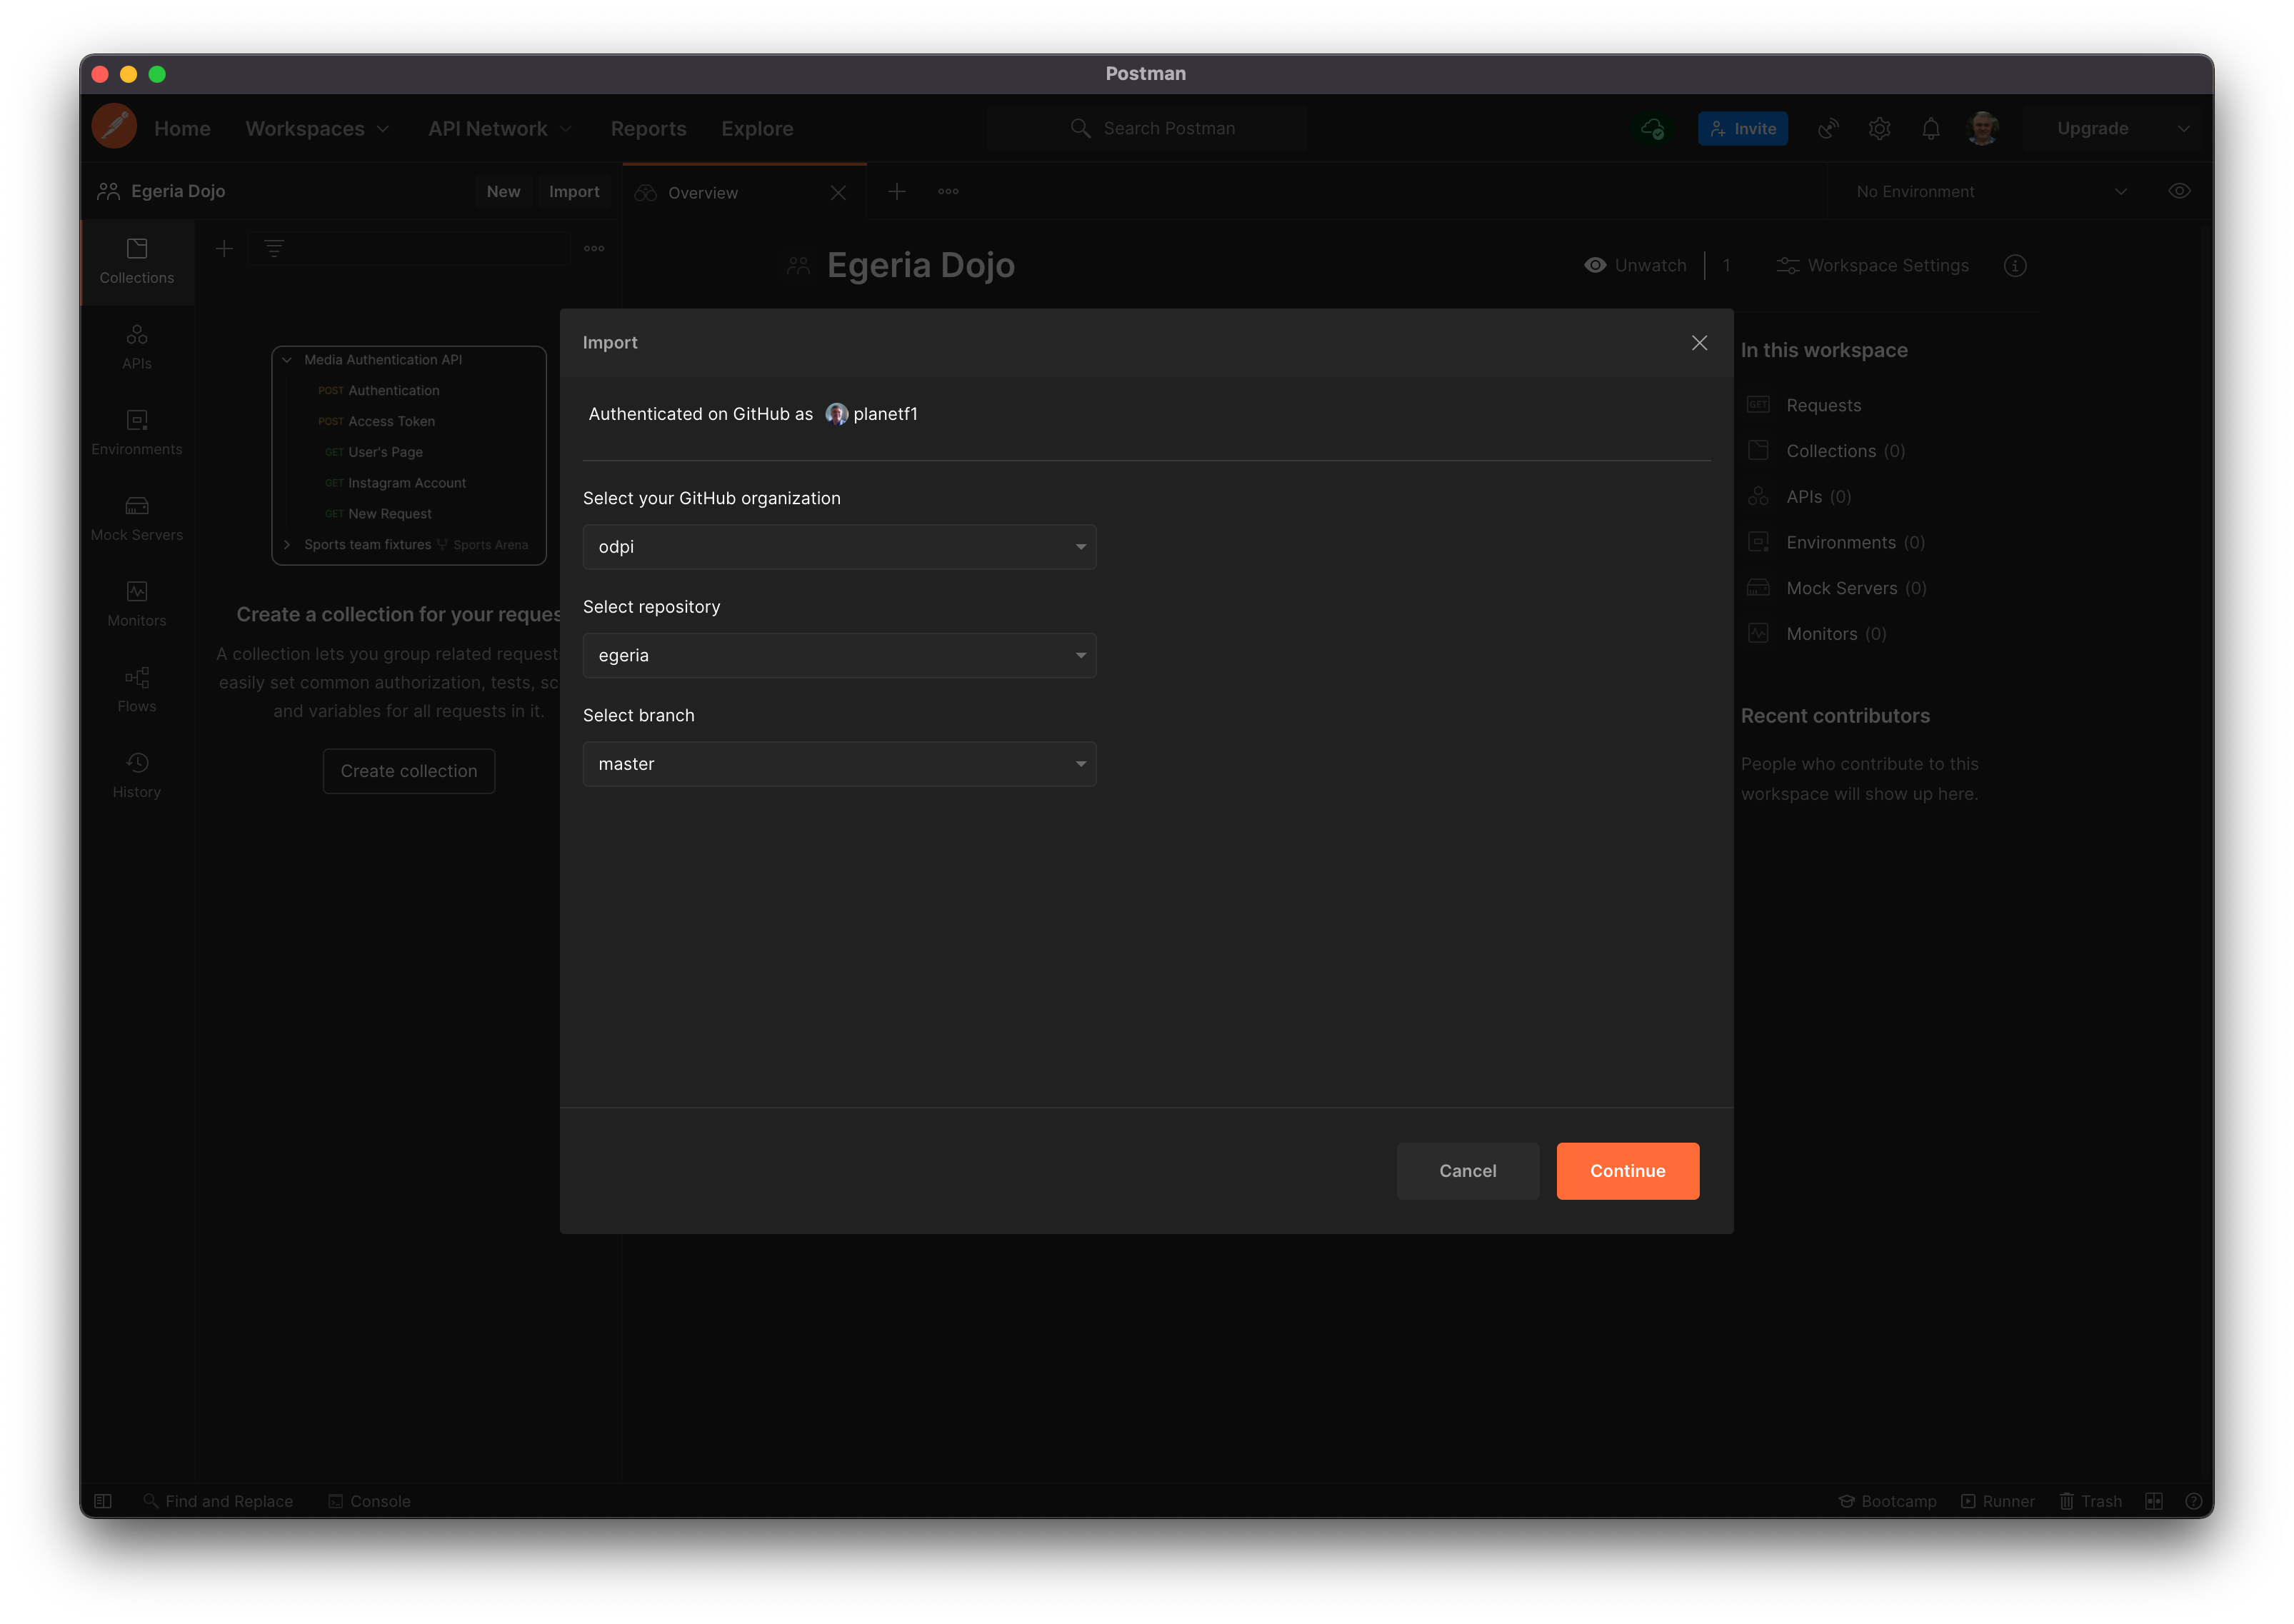 Postman
Home
Workspaces
API Network
Reports
Explore
Search Postman
Invite
Upgrade
Egeria Dojo
New
Import
Overview
No Environment
Collections
APIs
Environments
Mock Servers
Monitors
Flows
History
Media Authentication API
POST Authentication
POST Access Token
GET User's Page
GET Instagram Account
GET New Request
Sports team fixtures Sports Arena
Create a collection for your reques
A collection lets you group related request
easily set common authorization, tests, sc
and variables for all requests in it.
Create collection
Egeria Dojo
Unwatch
1
Workspace Settings
Import
Authenticated on GitHub as planetf1
Select your GitHub organization
odpi
Select repository
egeria
Select branch
master
Cancel
Continue
In this workspace
GET Requests
Collections (0)
APIs (0)
Environments (0)
Mock Servers (0)
Monitors (0)
Recent contributors
People who contribute to this
workspace will show up here.
Find and Replace
Console
Bootcamp
Runner
Trash